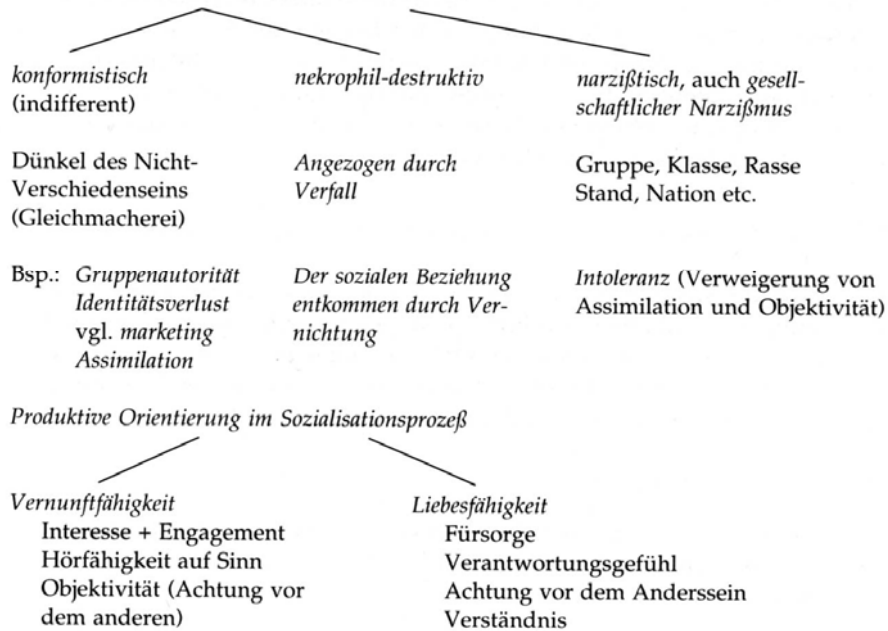 konformistisch
(indifferent)
Dünkel des Nicht-
Verschiedenseins
(Gleichmacherei)
Bsp.: Gruppenautorität
Identitätsverlust
vgl. marketing
Assimilation
nekrophil-destruktiv
Angezogen durch
Verfall
Der sozialen Beziehung
entkommen durch Ver-
nichtung
narzißtisch, auch gesell-
schaftlicher Narzißmus
Gruppe, Klasse, Rasse
Stand, Nation etc.
Intoleranz (Verweigerung von
Assimilation und Objektivität)
Produktive Orientierung im Sozialisationsprozeß
Vernunftfähigkeit
Interesse + Engagement
Hörfähigkeit auf Sinn
Objektivität (Achtung vor
dem anderen)
Liebesfähigkeit
Fürsorge
Verantwortungsgefühl
Achtung vor dem Anderssein
Verständnis